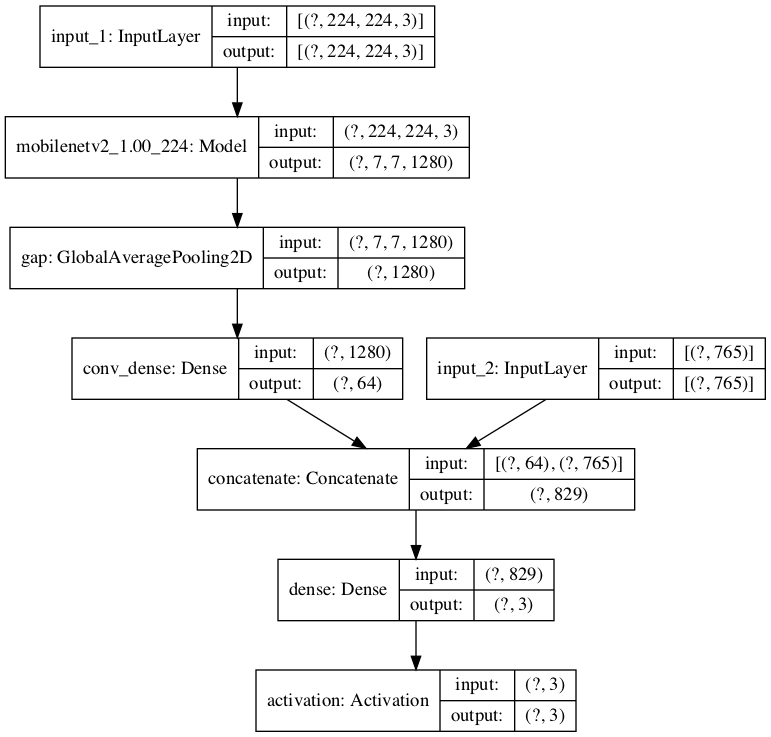 input_1: InputLayer
input:
[(?, 224, 224, 3)]
output:
[(?, 224, 224, 3)]
mobilenetv2_1.00_224: Model
input:
(?, 224, 224, 3)
output:
(?, 7, 7, 1280)
gap: GlobalAveragePooling2D
input:
(?, 7, 7, 1280)
output:
(?, 1280)
conv_dense: Dense
input:
(?, 1280)
output:
(?, 64)
input_2: InputLayer
input:
[(?, 765)]
output:
[(?, 765)]
concatenate: Concatenate
input:
[(?, 64), (?, 765)]
output:
(?, 829)
dense: Dense
input:
(?, 829)
output:
(?, 3)
activation: Activation
input:
(?, 3)
output:
(?, 3)